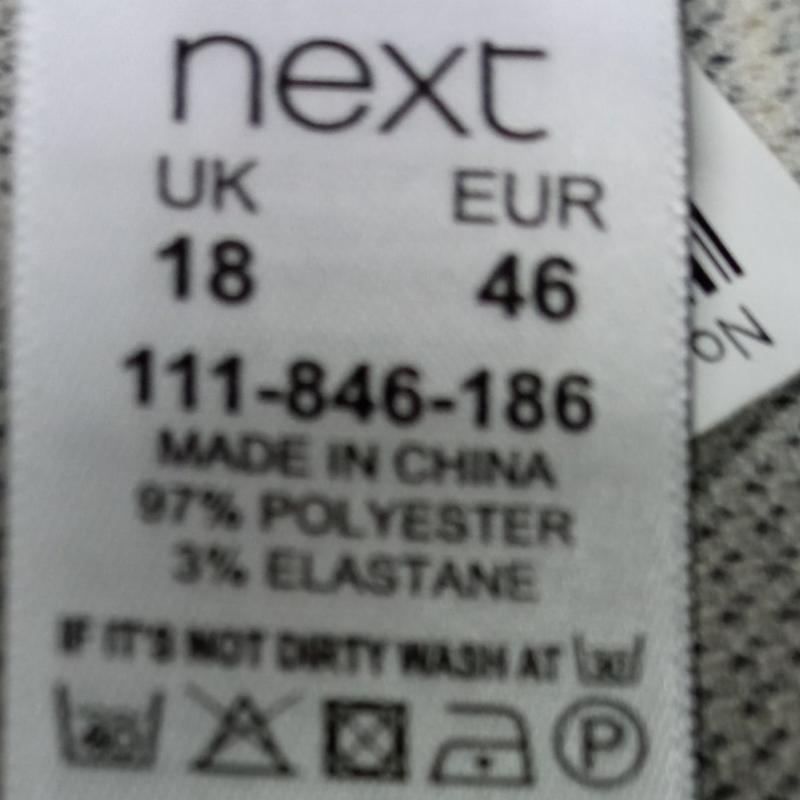 next
UK EUR
18 46
111-846-186
MADE IN CHINA
97% POLYESTER
3% ELASTANE
IF IT'S NOT DIRTY WASH AT 30
40 P
No